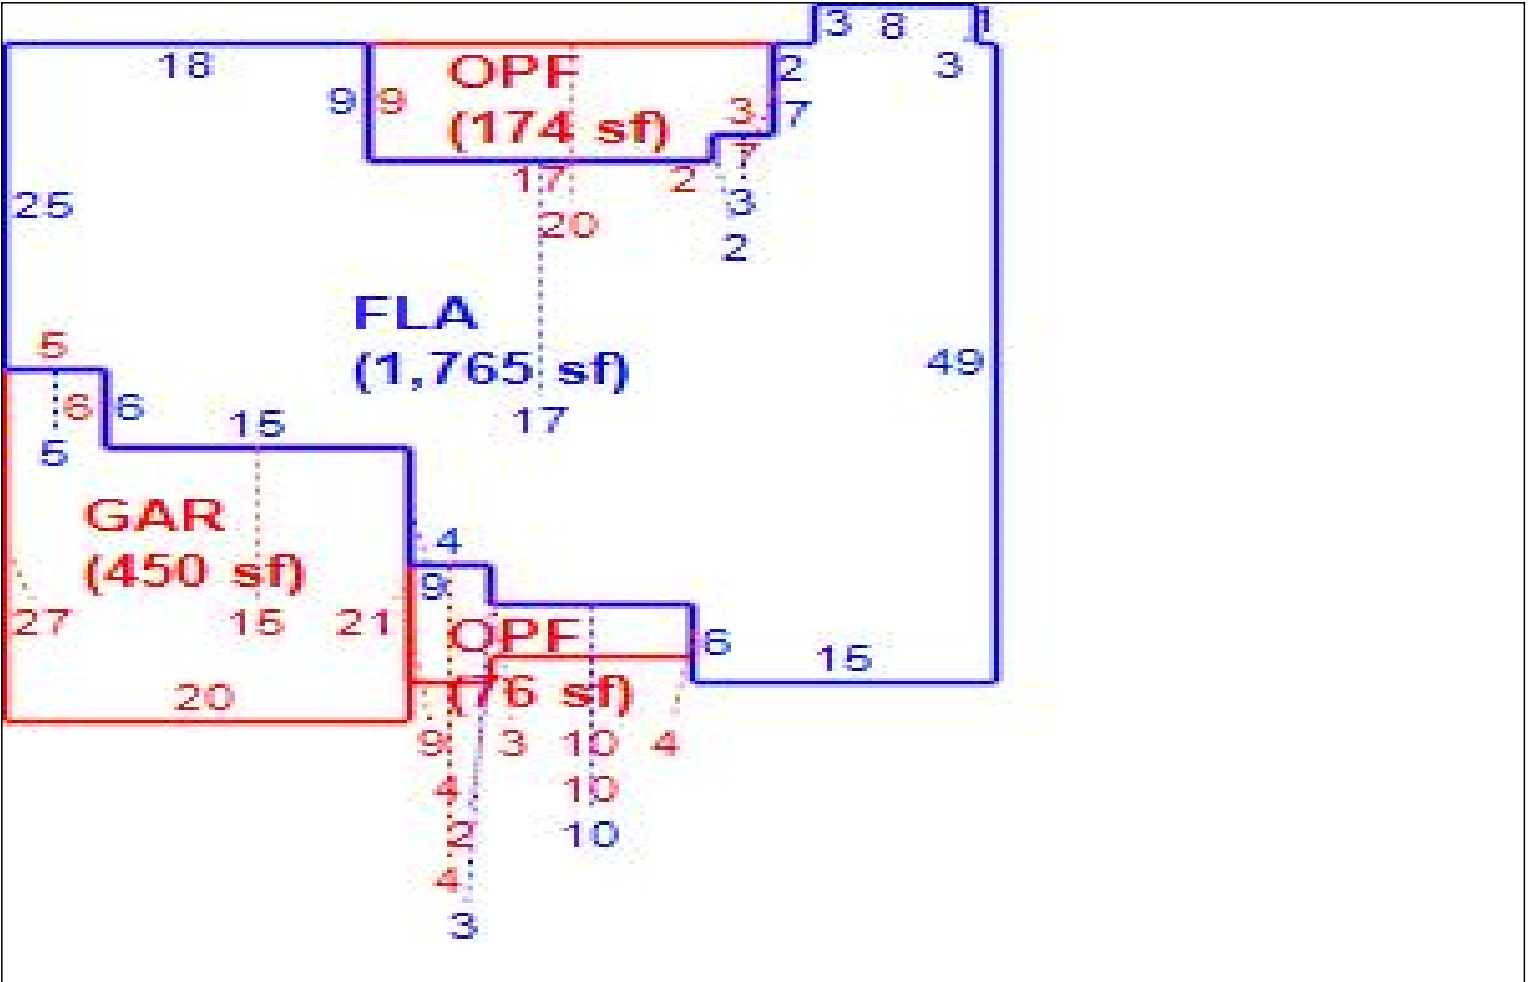 3 8 1
18 OPF 2 3
9 9 (174 sf) 3 7
7
17 2
25 3
20
2
FLA
5 (1,765 sf) 49
6 6 15 17
5
GAR 4
(450 sf) 9
27 15 21 OPF 6 15
20 (76 sf)
9 3 10 4
4 10
2 10
4
3